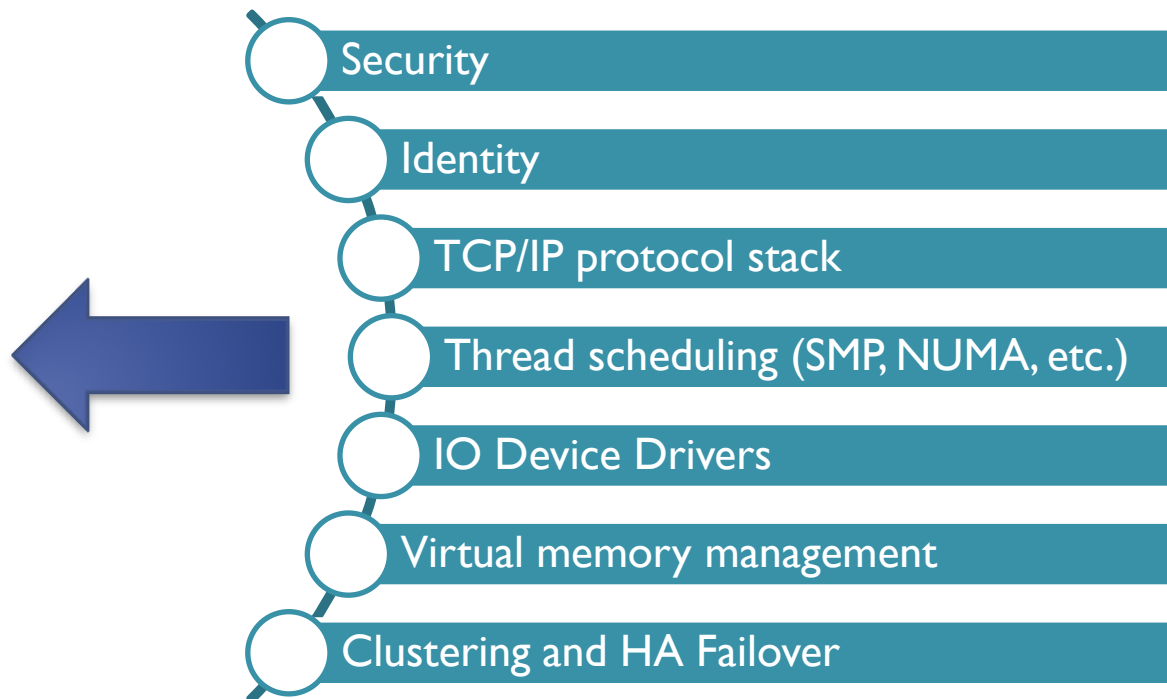 Security
Identity
TCP/IP protocol stack
Thread scheduling (SMP, NUMA, etc.)
IO Device Drivers
Virtual memory management
Clustering and HA Failover